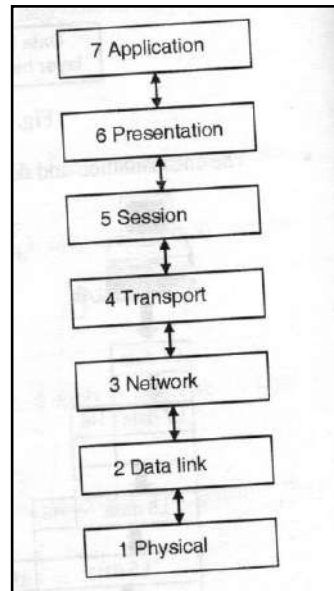 7 Application
6 Presentation
5 Session
4 Transport
3 Network
2 Data link
1 Physical